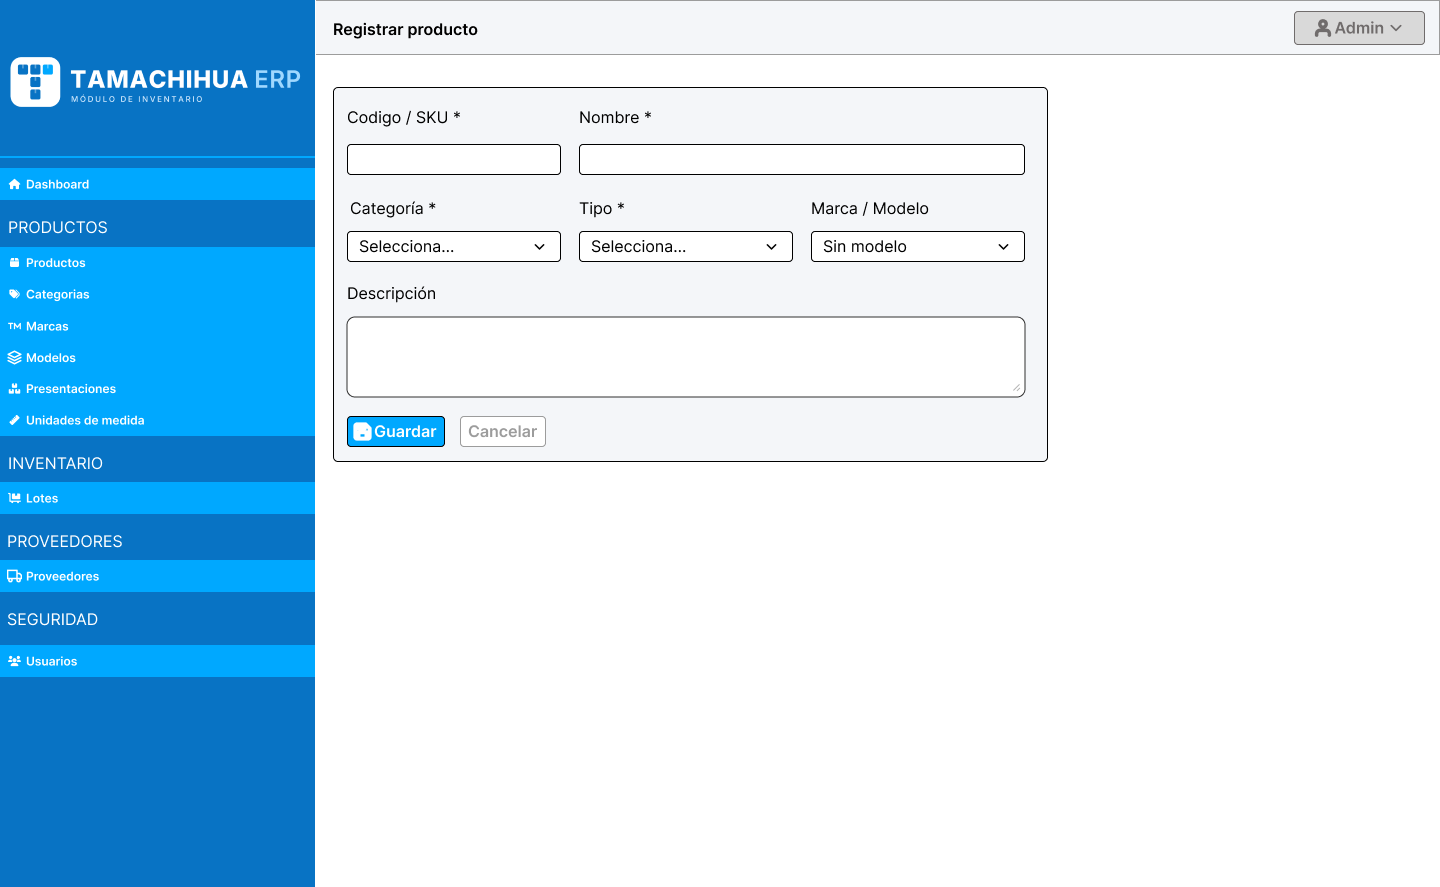 TAMACHIHUA ERP
MÓDULO DE INVENTARIO
Dashboard
PRODUCTOS
Productos
Categorias
TM Marcas
Modelos
Presentaciones
Unidades de medida
INVENTARIO
Lotes
PROVEEDORES
Proveedores
SEGURIDAD
Usuarios
Registrar producto
Admin
Codigo / SKU * Nombre *
Categoría * Tipo * Marca / Modelo
Selecciona... Selecciona... Sin modelo
Descripción
Guardar Cancelar